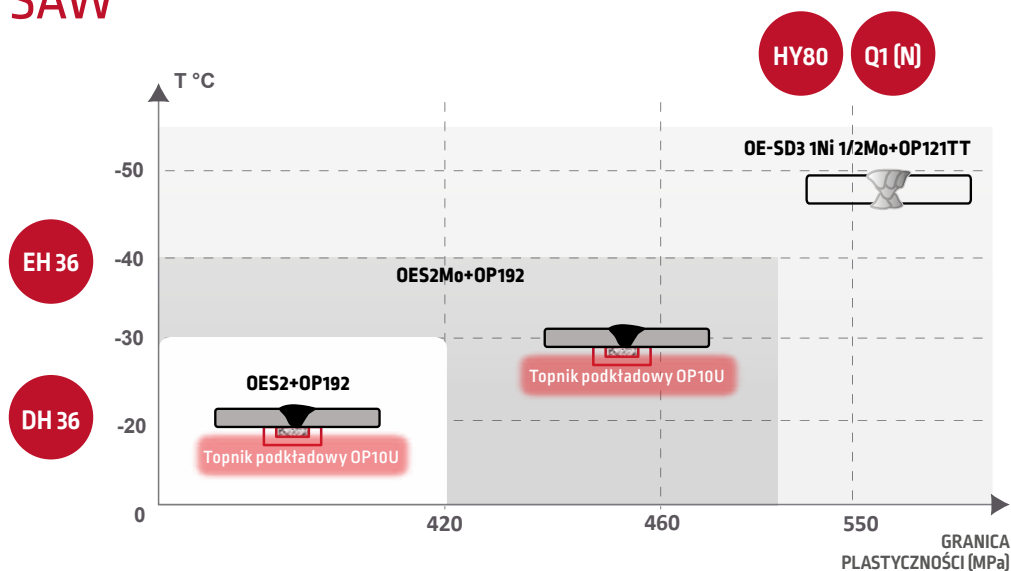 SAW
HY80
Q1 (N)
T °C
OE-SD3 1Ni 1/2Mo+OP121TT
-50
EH 36
-40
OES2Mo+OP192
-30
Topnik podkładowy OP10U
OES2+OP192
DH 36
-20
Topnik podkładowy OP10U
0
420
460
550
GRANICA
PLASTYCZNOŚCI (MPa)